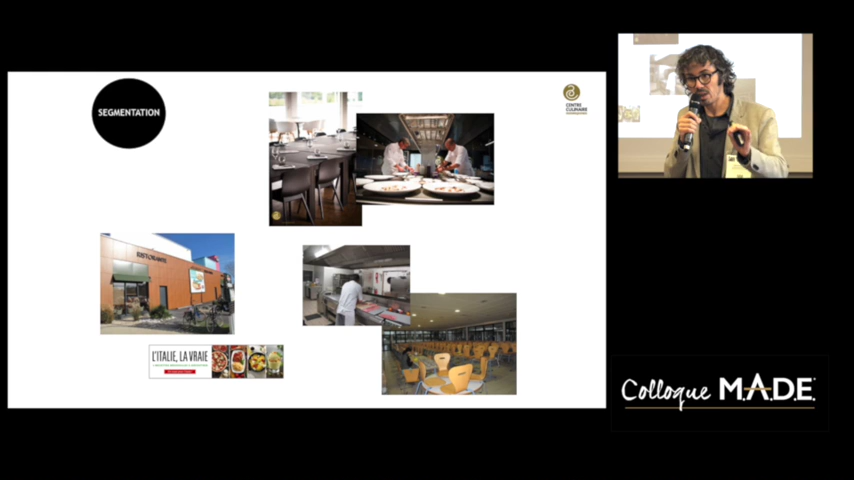 SEGMENTATION
CENTRE
CULINAIRE
RISTORANTE
L'ITALIE, LA VRAIE
Colloque M.A.D.E.